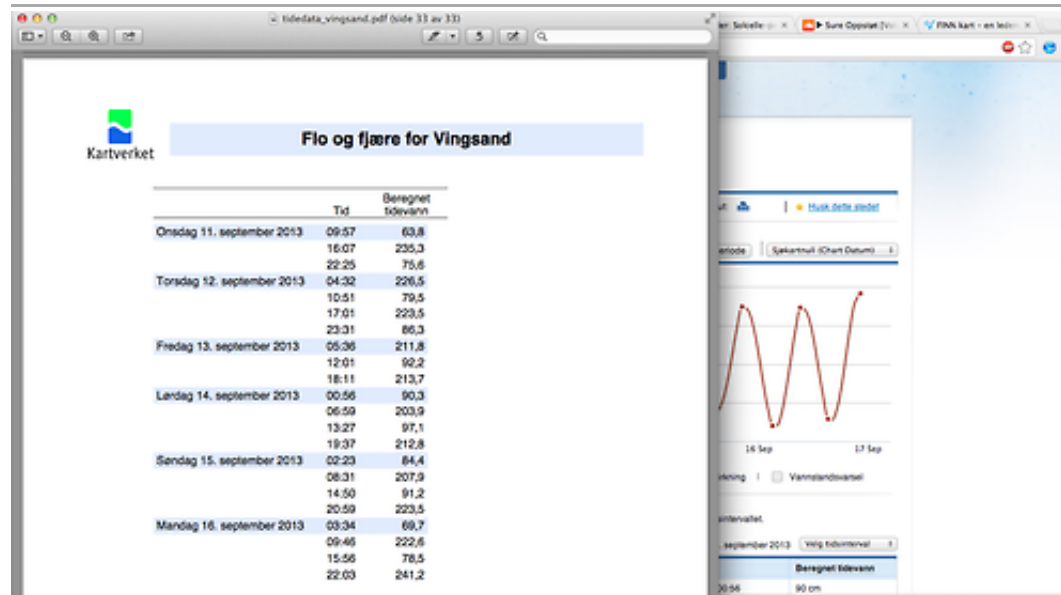 tidedata_vingsand.pdf (side 33 av 33)
Kartverket
Flo og fjære for Vingsand
Tid Beregnet tidevann
Onsdag 11. september 2013 09:57 63,8
16:07 235,3
22:25 75,6
Torsdag 12. september 2013 04:32 226,5
10:51 79,5
17:01 223,5
23:31 86,3
Fredag 13. september 2013 05:36 211,8
12:01 92,2
18:11 213,7
Lørdag 14. september 2013 00:56 90,3
06:59 203,9
13:27 97,1
19:37 212,8
Søndag 15. september 2013 02:23 84,4
08:31 207,9
14:50 91,2
20:59 223,5
Mandag 16. september 2013 03:34 69,7
09:46 222,6
15:56 78,5
22:03 241,2
Sure Oppstøt
FINN kart - en
Husk dette stedet
Sjøkartnull (Chart Datum)
16 Sep 17 Sep
Vannstandsvarsel
september 2013 Velg tidsinterval
Beregnet tidevann
00:56 90 cm